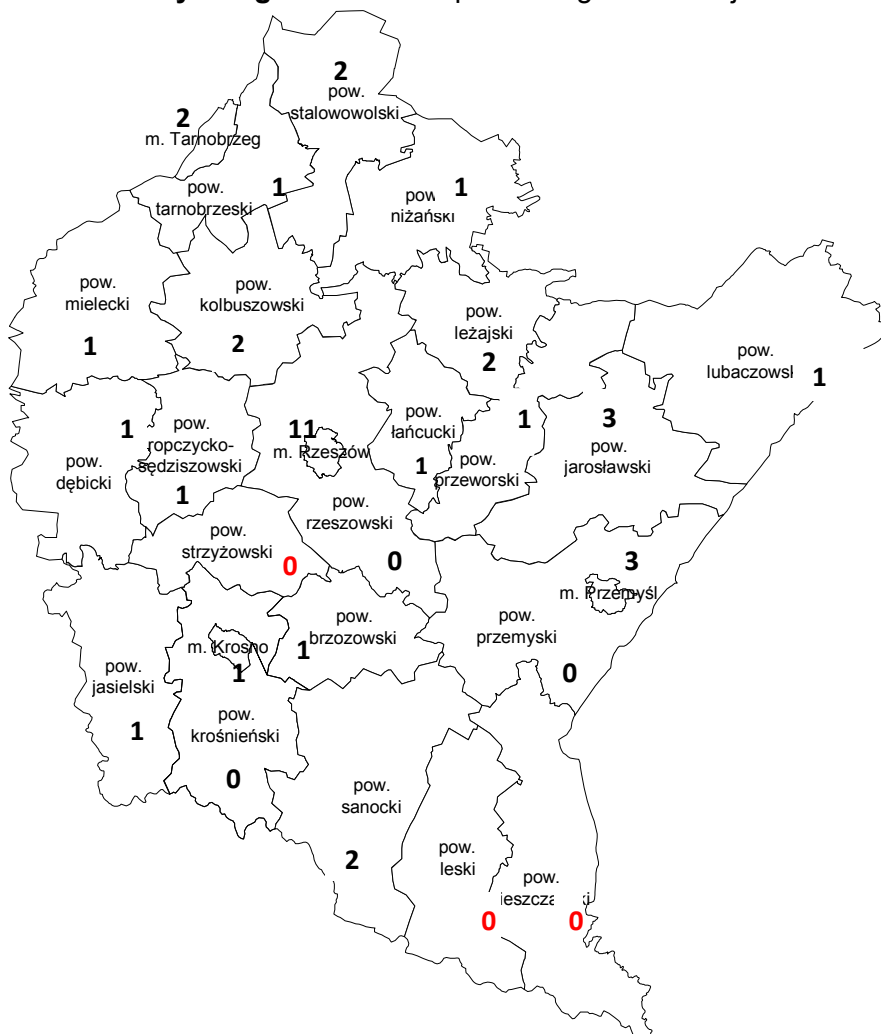 2
pow.
stalowowolski
2
m. Tarnobrzeg
pow.
tarnobrzeski
1
1
niżański
pow.
mielecki
1
pow.
kolbuszowski
2
pow.
leżajski
2
pow.
1
1
pow.
ropczycko-
sędziszowski
1
pow.
dębicki
11
m. Rzeszów
pow.
łańcucki
1
1
pow.
przeworski
3
pow.
jarosławski
pow.
rzeszowski
0
pow.
strzyżowski
0
3
m. Przemyśl
pow.
przemyski
0
pow.
brzozowski
1
m. Krosno
1
pow.
jasielski
1
pow.
krośnieński
0
pow.
sanocki
2
pow.
leski
0
pow.
0